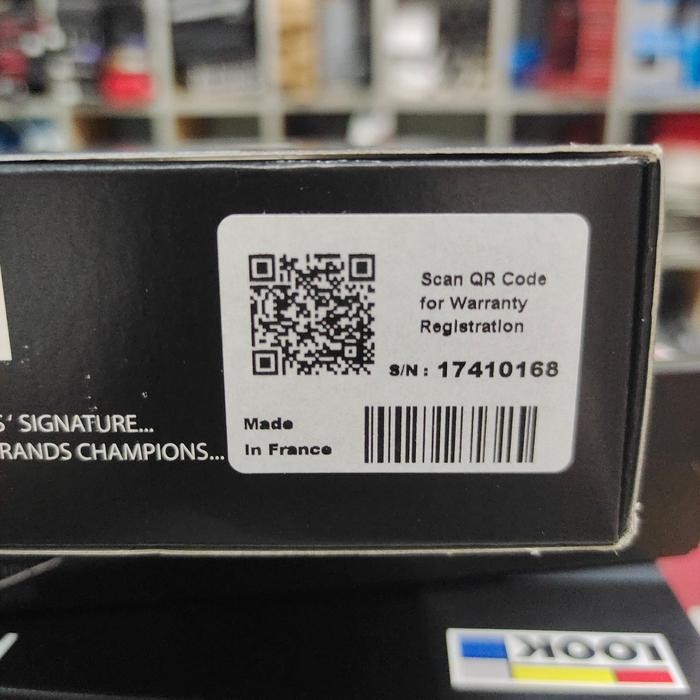 Scan QR Code
for Warranty
Registration
S/N : 17410168
Made
In France
S' SIGNATURE...
RANDS CHAMPIONS...
LOOK